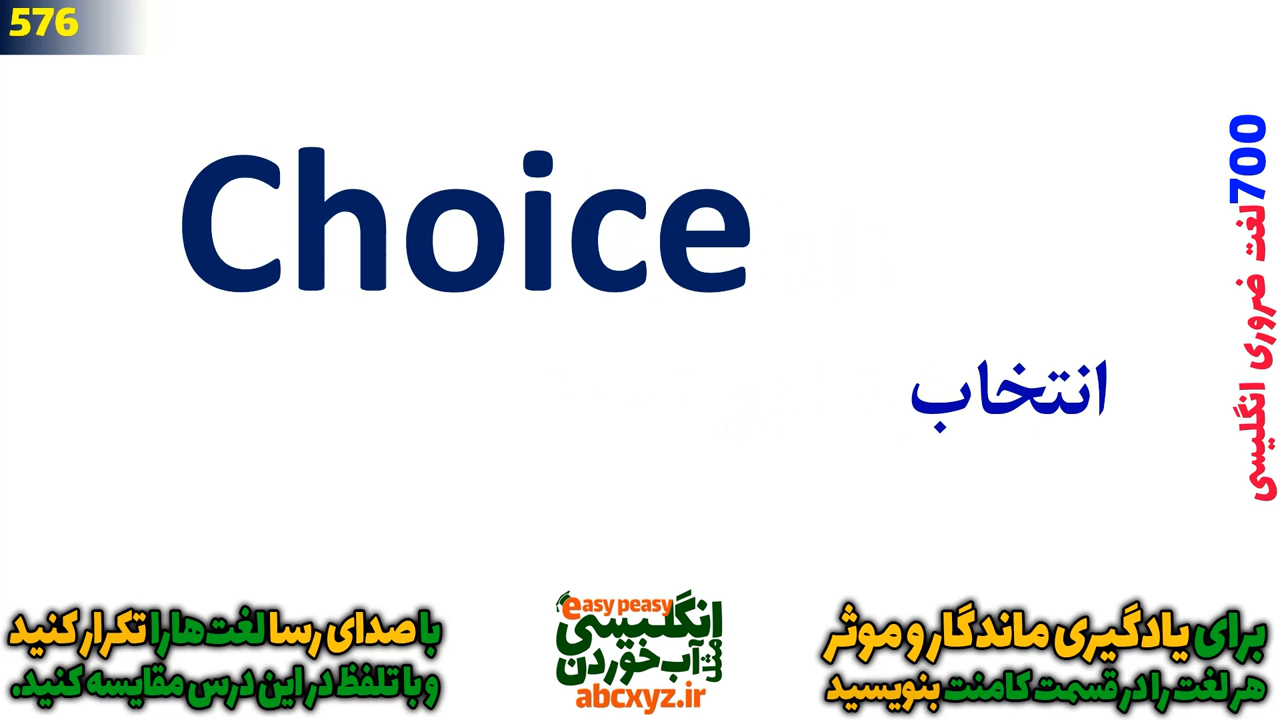 576
Choice
انتخاب
700 لغت ضروری انگلیسی
برای یادگیری ماندگار و موثر
هر لغت را در قسمت کامنت بنویسید
easy peasy
انگلیسی
مثل آب خوردن
abcxyz.ir
با صدای رسا لغت‌ها را تکرار کنید
و با تلفظ در این درس مقایسه کنید.